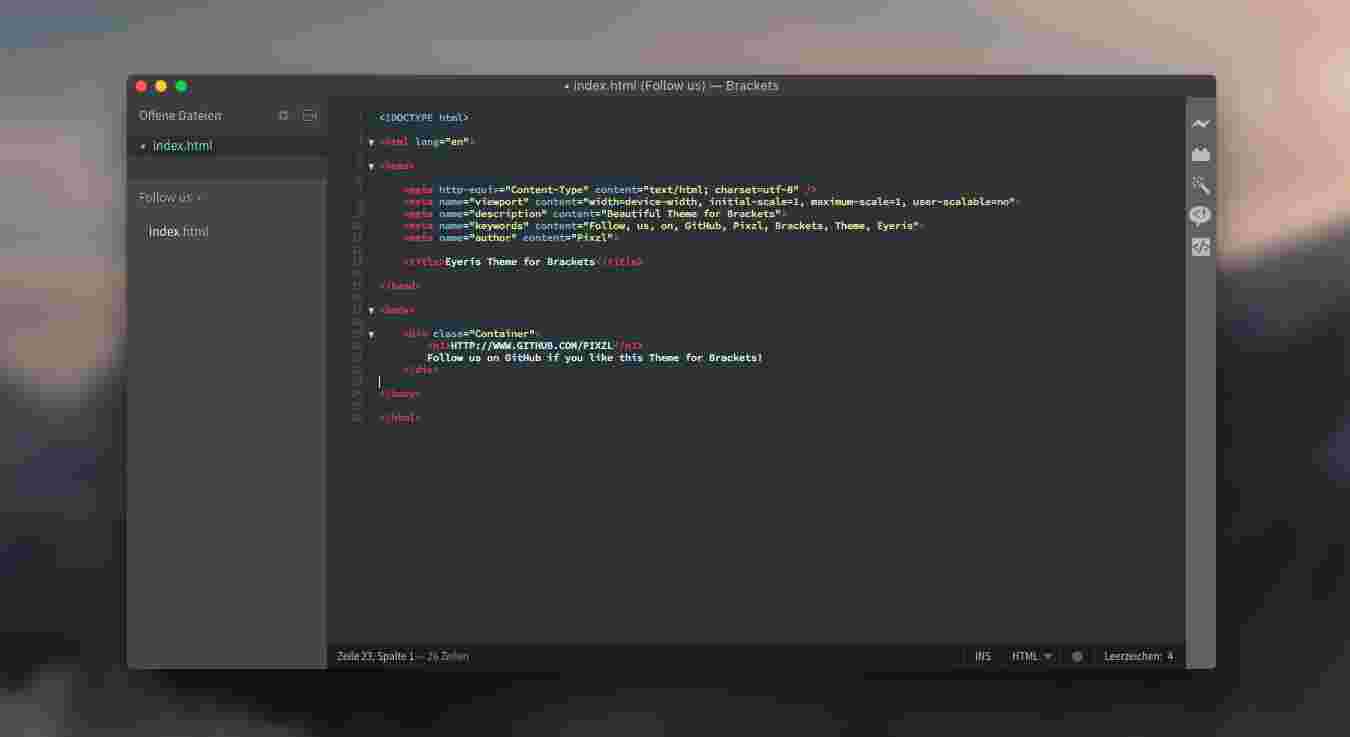 • index.html (Follow us) — Brackets
Offene Dateien
• index.html
Follow us
index.html
<!DOCTYPE html>
<html lang="en">
<head>
<meta http-equiv="Content-Type" content="text/html; charset=utf-8" />
<meta name="viewport" content="width=device-width, initial-scale=1, maximum-scale=1, user-scalable=no">
<meta name="description" content="Beautiful Theme for Brackets">
<meta name="keywords" content="Follow, us, on, GitHub, Pixzl, Brackets, Theme, Eyeris">
<meta name="author" content="Pixzl">
<title>Eyeris Theme for Brackets</title>
</head>
<body>
<div class="Container">
<h1>HTTP://WWW.GITHUB.COM/PIXZL</h1>
Follow us on GitHub if you like this Theme for Brackets!
</div>
</body>
</html>
Zeile 23, Spalte 1 — 26 Zeilen
INS
HTML
Leerzeichen: 4